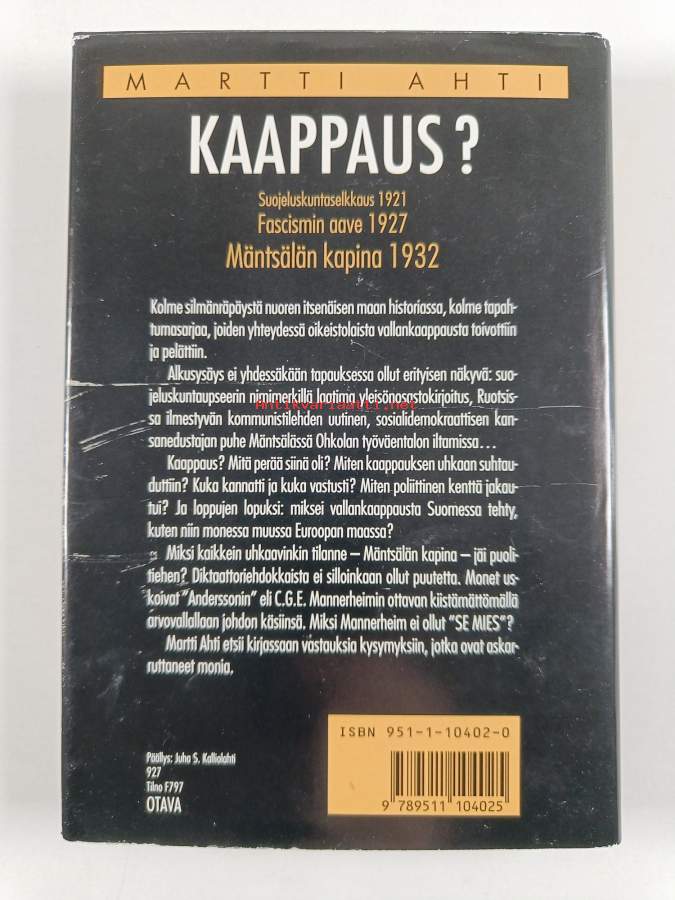 MARTTI AHTI
KAAPPAUS?
Suojeluskuntaselkkaus 1921
Fascismin aave 1927
Mäntsälän kapina 1932
Kolme silmänräpäystä nuoren itsenäisen maan historiassa, kolme tapah-
tumasarjaa, joiden yhteydessä oikeistolaista vallankaappausta toivottiin
ja pelättiin.
Alkusysäys ei yhdessäkään tapauksessa ollut erityisen näkyvä: suo-
jeluskuntaupseerin nimimerkillä laatima yleisönosastokirjoitus, Ruotsis-
Antikvariaatti.net
sa ilmestyvän kommunistilehden uutinen, sosialidemokraattisen kan-
sanedustajan puhe Mäntsälässä Ohkolan työväentalon iltamissa...
Kaappaus? Mitä perää siinä oli? Miten kaappauksen uhkaan suhtau-
duttiin? Kuka kannatti ja kuka vastusti? Miten poliittinen kenttä jakau-
tui? Ja loppujen lopuksi: miksei vallankaappausta Suomessa tehty,
kuten niin monessa muussa Euroopan maassa?
Miksi kaikkein uhkaavinkin tilanne – Mäntsälän kapina – jäi puoli-
tiehen? Diktaattoriehdokkaista ei silloinkaan ollut puutetta. Monet us-
koivat "Anderssonin" eli C.G.E. Mannerheimin ottavan kiistämättömällä
arvovallallaan johdon käsiinsä. Miksi Mannerheim ei ollut "SE MIES"?
Martti Ahti etsii kirjassaan vastauksia kysymyksiin, jotka ovat askar-
ruttaneet monia.
ISBN 951-1-10402-0
Päällys: Juha S. Kalliolahti
927
Tilno F797
OTAVA
9 789511 104025